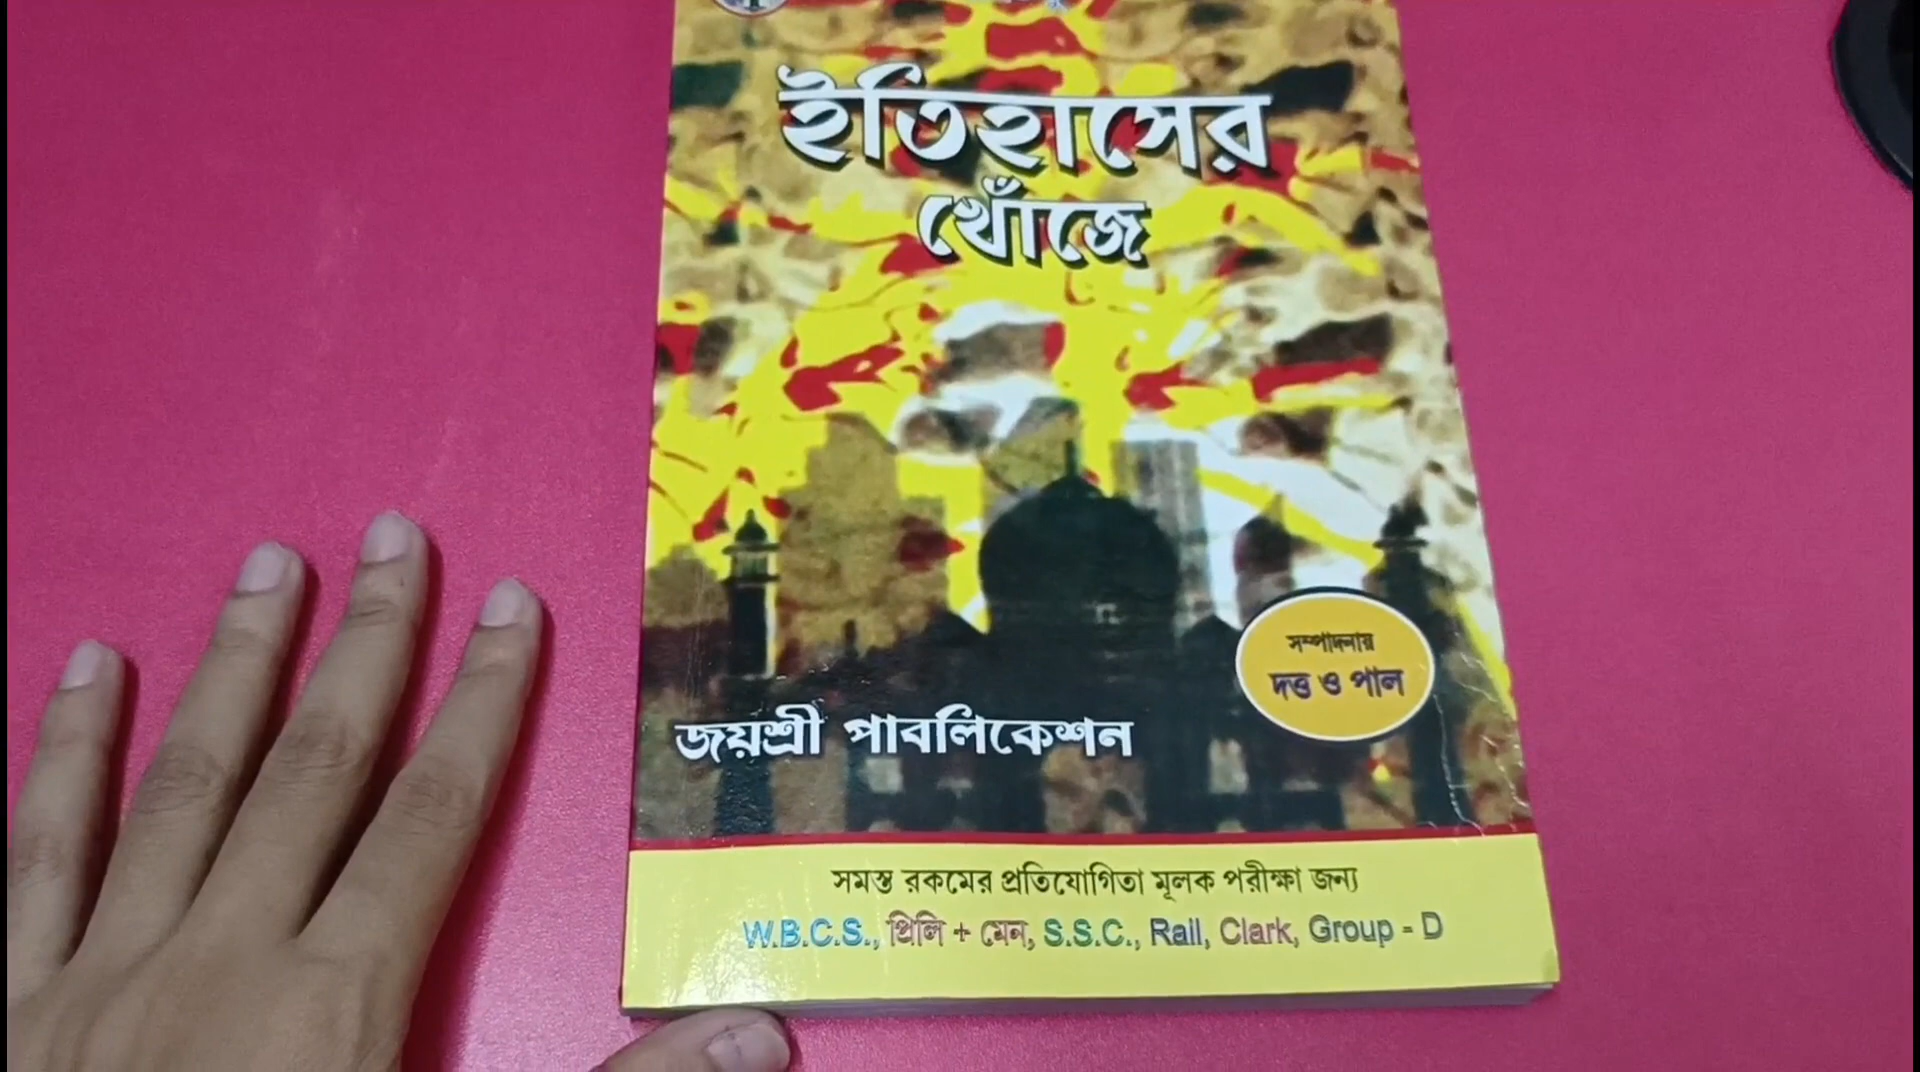 ইতিহাসের
খোঁজে
সম্পাদনায়
দত্ত ও পাল
জয়শ্রী পাবলিকেশন
সমস্ত রকমের প্রতিযোগিতা মূলক পরীক্ষা জন্য
W.B.C.S., প্রিলি + মেন, S.S.C., Rail, Clark, Group - D